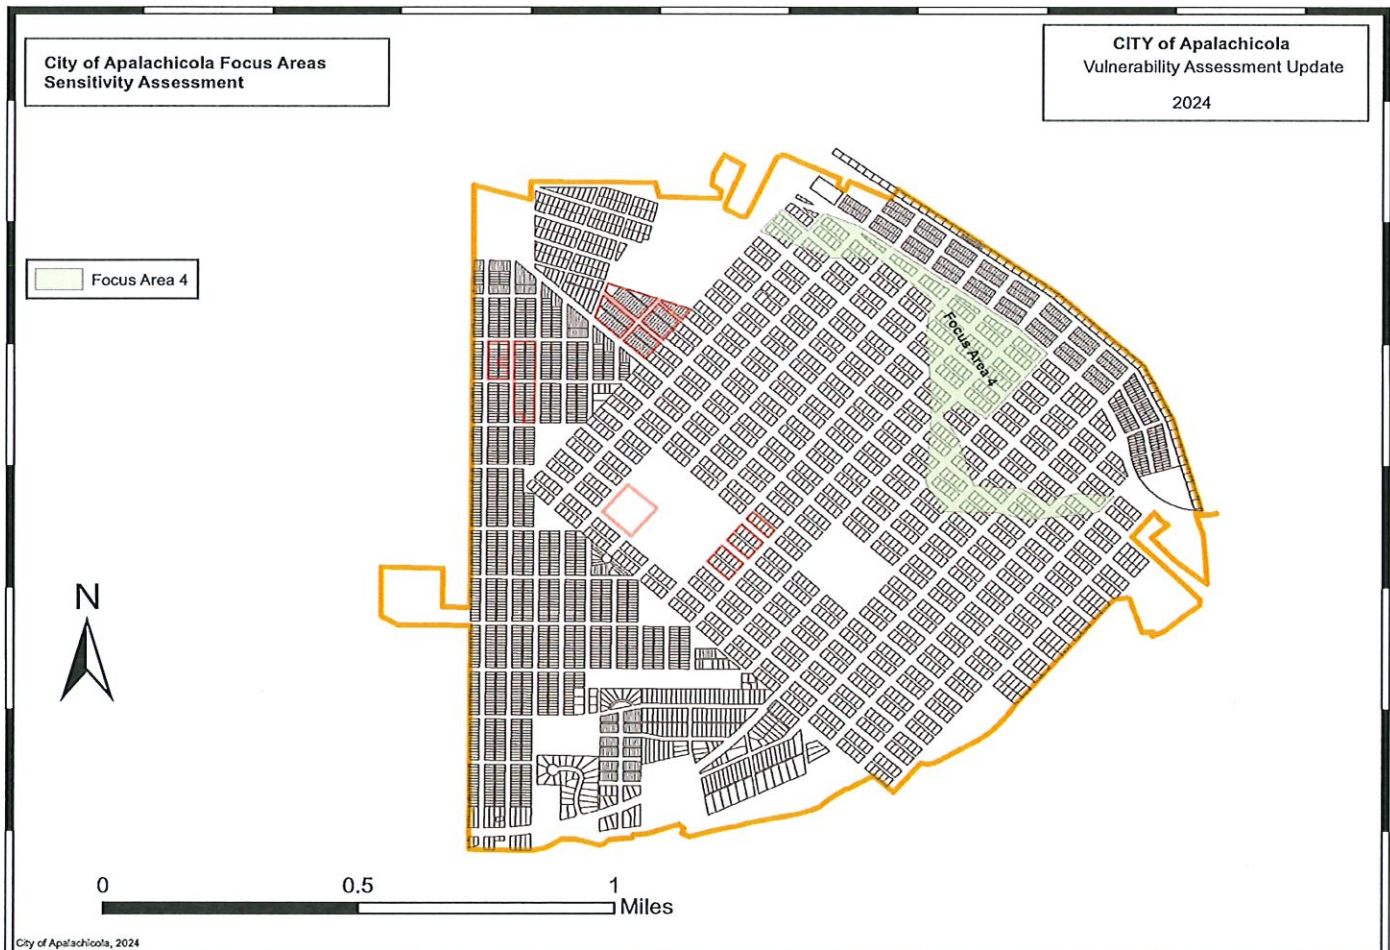 City of Apalachicola Focus Areas
Sensitivity Assessment
CITY of Apalachicola
Vulnerability Assessment Update
2024
Focus Area 4
Focus Area 4
N
0
0.5
1
Miles
City of Apalachicola, 2024